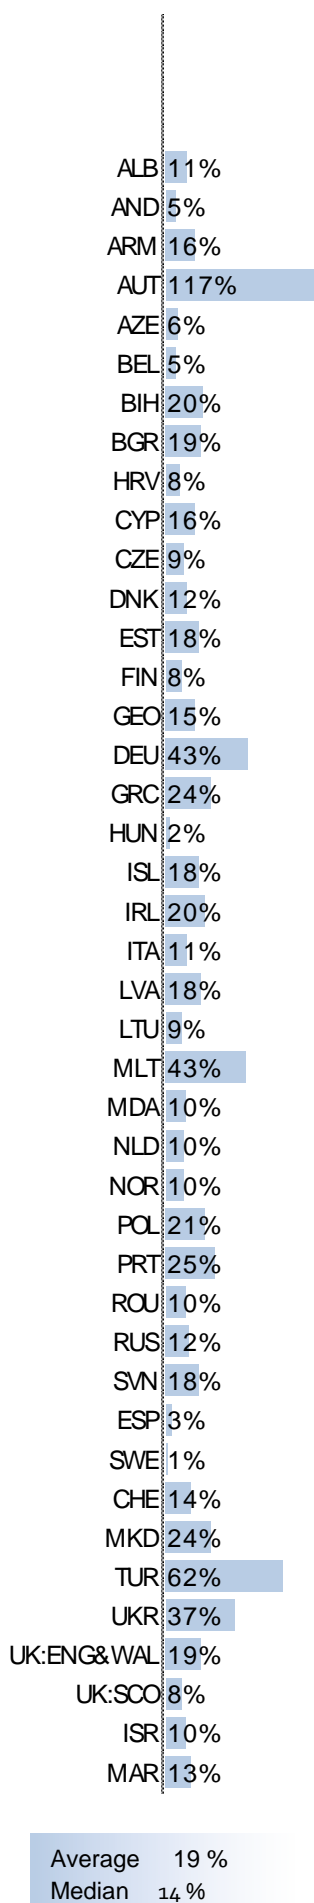 ALB 11%
AND 5%
ARM 16%
AUT 117%
AZE 6%
BEL 5%
BIH 20%
BGR 19%
HRV 8%
CYP 16%
CZE 9%
DNK 12%
EST 18%
FIN 8%
GEO 15%
DEU 43%
GRC 24%
HUN 2%
ISL 18%
IRL 20%
ITA 11%
LVA 18%
LTU 9%
MLT 43%
MDA 10%
NLD 10%
NOR 10%
POL 21%
PRT 25%
ROU 10%
RUS 12%
SVN 18%
ESP 3%
SWE 1%
CHE 14%
MKD 24%
TUR 62%
UKR 37%
UK:ENG&WAL 19%
UK:SCO 8%
ISR 10%
MAR 13%
Average 19 %
Median 14 %